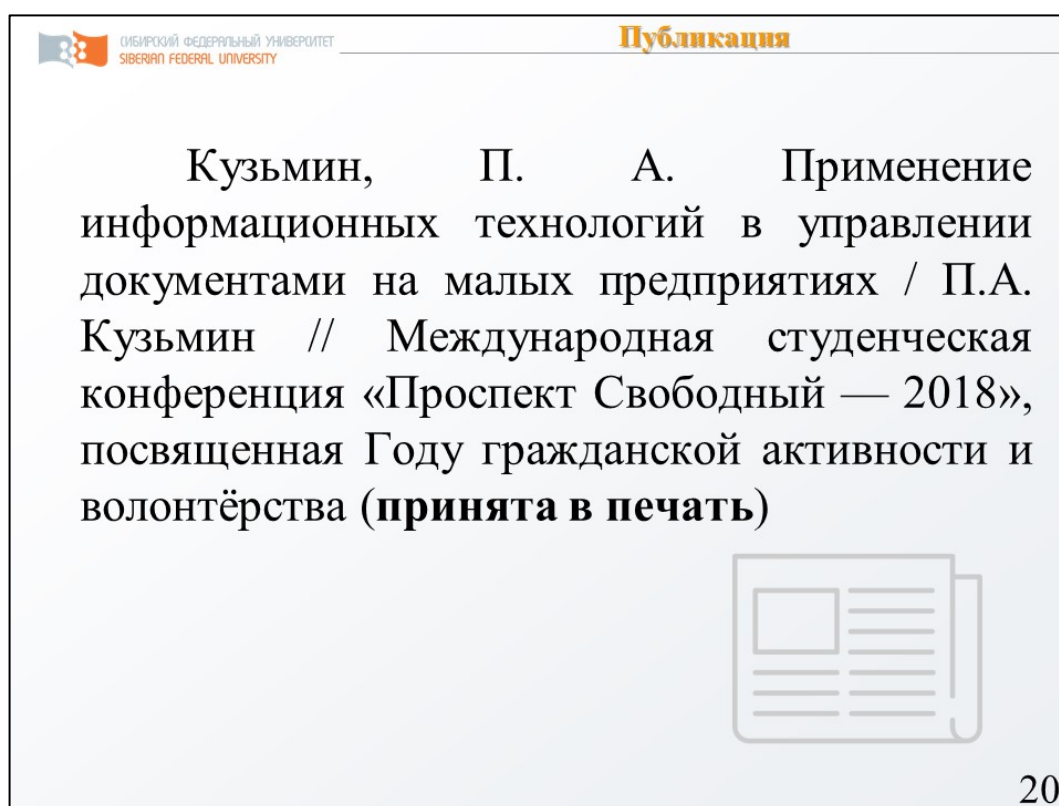 СИБИРСКИЙ ФЕДЕРАЛЬНЫЙ УНИВЕРСИТЕТ
SIBERIAN FEDERAL UNIVERSITY
Публикация
Кузьмин, П. А. Применение
информационных технологий в управлении
документами на малых предприятиях / П.А.
Кузьмин // Международная студенческая
конференция «Проспект Свободный — 2018»,
посвященная Году гражданской активности и
волонтёрства (принята в печать)
20